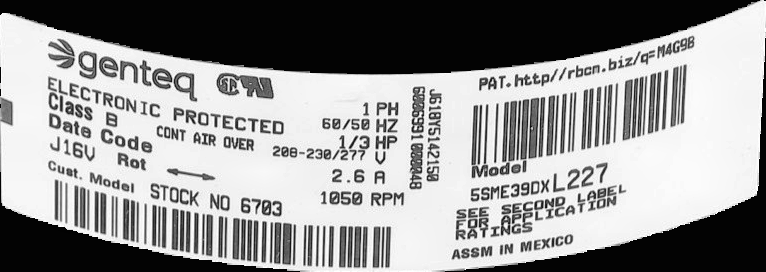 genteq
ELECTRONIC PROTECTED
Class B CONT AIR OVER
Date Code
J16V Rot
1 PH
60/50 HZ
1/3 HP
208-230/277 V
2.6 A
1050 RPM
Cust. Model STOCK NO 6703
J618Y5142150
PAT. http//rbcm.biz/q=M4G9B
Model
5SME39DXL227
SEE SECOND LABEL
FOR APPLICATION
RATINGS
ASSM IN MEXICO